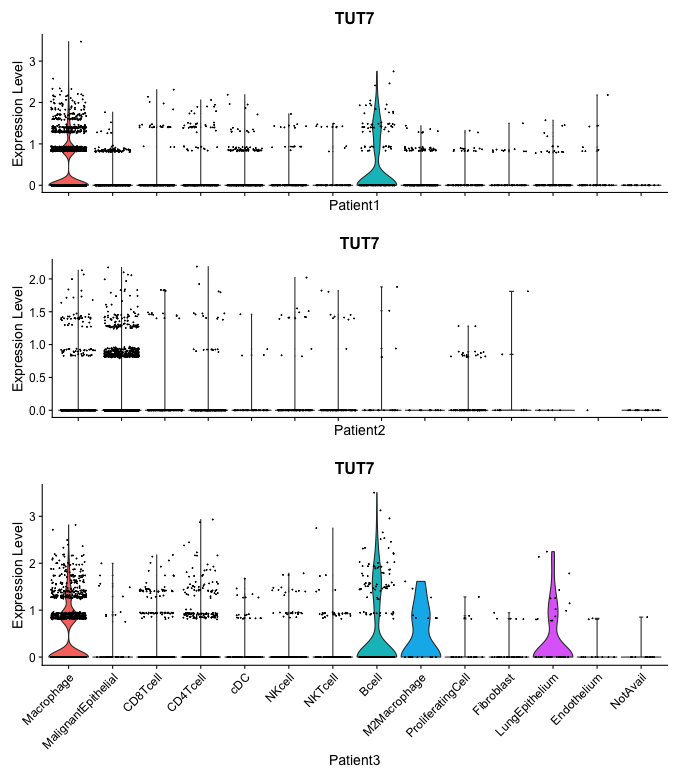 TUT7
Expression Level
3
2
1
0
Patient1
TUT7
Expression Level
2.0
1.5
1.0
0.5
0.0
Patient2
TUT7
Expression Level
3
2
1
0
Macrophage
MalignantEpithelial
CD8Tcell
CD4Tcell
cDC
NKcell
NKTcell
Bcell
M2Macrophage
ProliferatingCell
Fibroblast
LungEpithelium
Endothelium
NotAvail
Patient3